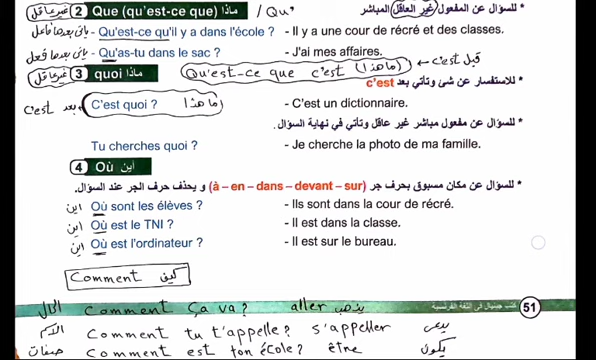 * للسؤال عن المفعول (غير العاقل) المباشر
2 Que (qu'est-ce que) ماذا / Qu'
غير عاقل
- Qu'est-ce qu'il y a dans l'école ? - Il y a une cour de récré et des classes.
- Qu'as-tu dans le sac ? - J'ai mes affaires.
3 quoi ماذا
غير عاقل
Qu'est-ce que c'est (ما هذا) ← c'est
* للاستفسار عن شئ وتأتي بعد c'est
C'est quoi ? ما هذا - C'est un dictionnaire.
بعد c'est
* للسؤال عن مفعول مباشر غير عاقل وتأتي في نهاية السؤال.
Tu cherches quoi ? - Je cherche la photo de ma famille.
4 Où أين
* للسؤال عن مكان مسبوق بحرف جر (à – en – dans – devant – sur) و يحذف حرف الجر عند السؤال.
أين Où sont les élèves ? - Ils sont dans la cour de récré.
أين Où est le TNI ? - Il est dans la classe.
أين Où est l'ordinateur ? - Il est sur le bureau.
Comment كيف
51
الحال Comment ça va ? aller يذهب
الاسم Comment tu t'appelle ? s'appeller يدعى
صفات Comment est ton école ? être يكون